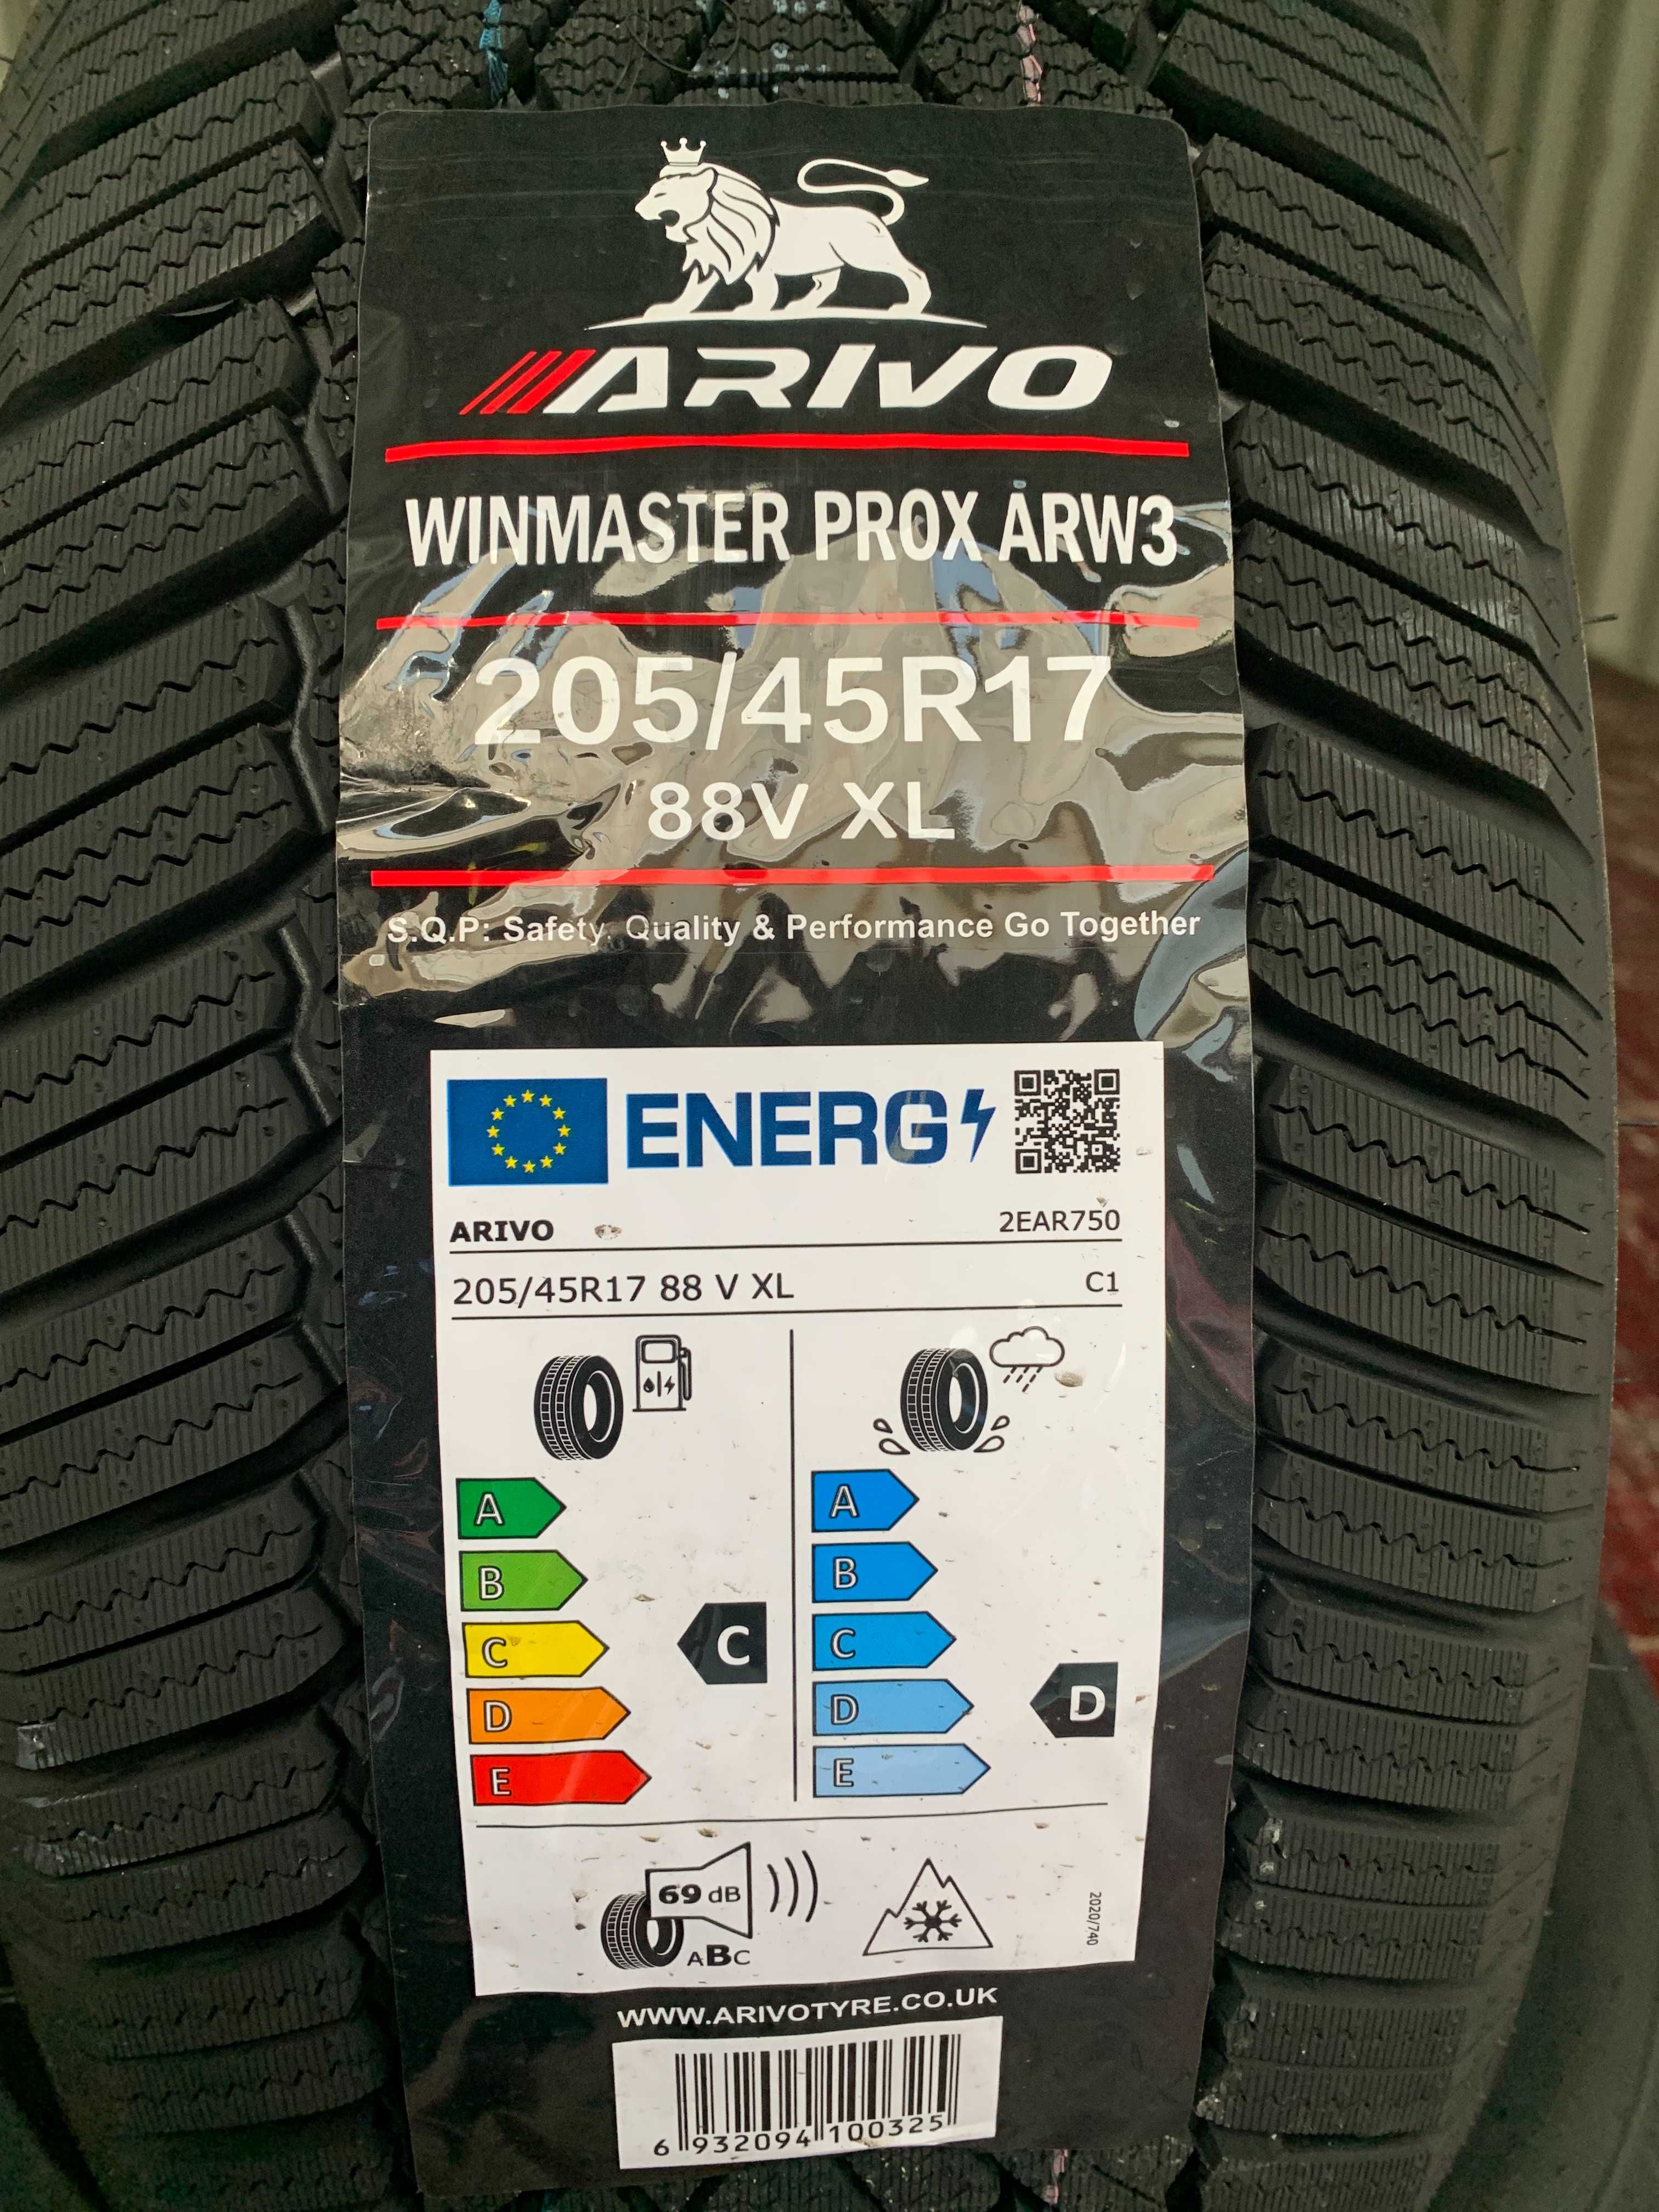 ARIVO
WINMASTER PROX ARW3
205/45R17
88V XL
S.Q.P: Safety, Quality & Performance Go Together
ENERG
ARIVO 2EAR750
205/45R17 88 V XL C1
A A
B B
C C C
D D D
E E
69 dB
ABC
2020/740
WWW.ARIVOTYRE.CO.UK
6 932094 100325